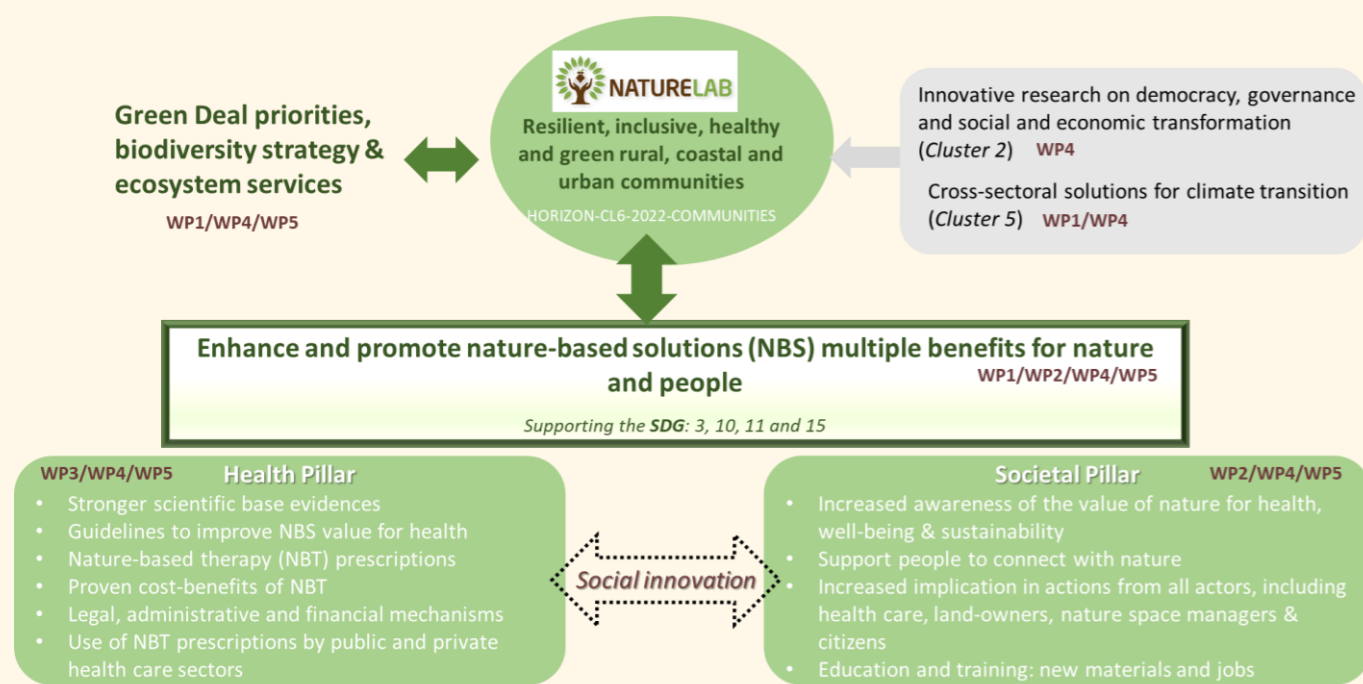 NATURELAB
Resilient, inclusive, healthy
and green rural, coastal and
urban communities
HORIZON-CL6-2022-COMMUNITIES
Green Deal priorities,
biodiversity strategy &
ecosystem services
WP1/WP4/WP5
Innovative research on democracy, governance
and social and economic transformation
(Cluster 2) WP4
Cross-sectoral solutions for climate transition
(Cluster 5) WP1/WP4
Enhance and promote nature-based solutions (NBS) multiple benefits for nature
and people WP1/WP2/WP4/WP5
Supporting the SDG: 3, 10, 11 and 15
WP3/WP4/WP5 Health Pillar
• Stronger scientific base evidences
• Guidelines to improve NBS value for health
• Nature-based therapy (NBT) prescriptions
• Proven cost-benefits of NBT
• Legal, administrative and financial mechanisms
• Use of NBT prescriptions by public and private
health care sectors
Social innovation
Societal Pillar WP2/WP4/WP5
• Increased awareness of the value of nature for health,
well-being & sustainability
• Support people to connect with nature
• Increased implication in actions from all actors, including
health care, land-owners, nature space managers &
citizens
• Education and training: new materials and jobs